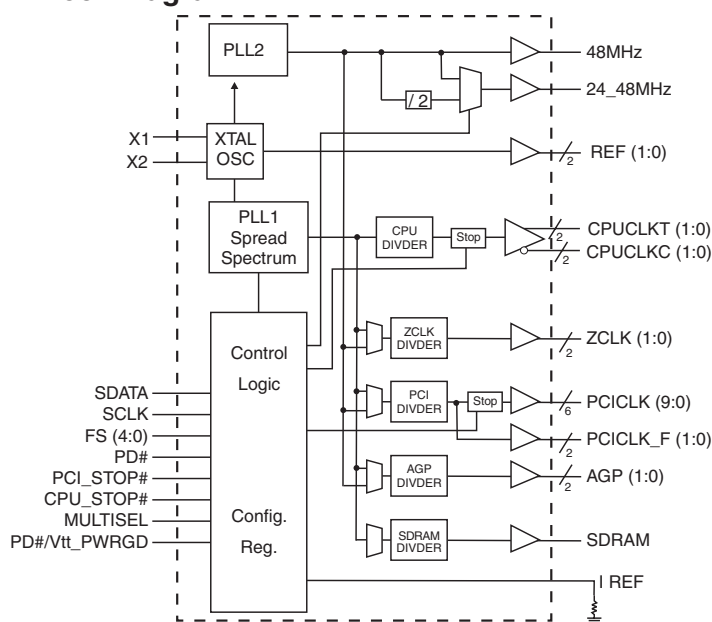 PLL2
48MHz
/ 2
24_48MHz
X1
X2
XTAL
OSC
2
REF (1:0)
PLL1
Spread
Spectrum
CPU
DIVDER
Stop
2
CPUCLKT (1:0)
2
CPUCLKC (1:0)
Control
Logic
ZCLK
DIVDER
2
ZCLK (1:0)
SDATA
SCLK
FS (4:0)
PD#
PCI_STOP#
CPU_STOP#
MULTISEL
PD#/Vtt_PWRGD
PCI
DIVDER
Stop
6
PCICLK (9:0)
2
PCICLK_F (1:0)
AGP
DIVDER
2
AGP (1:0)
Config.
Reg.
SDRAM
DIVDER
SDRAM
I REF